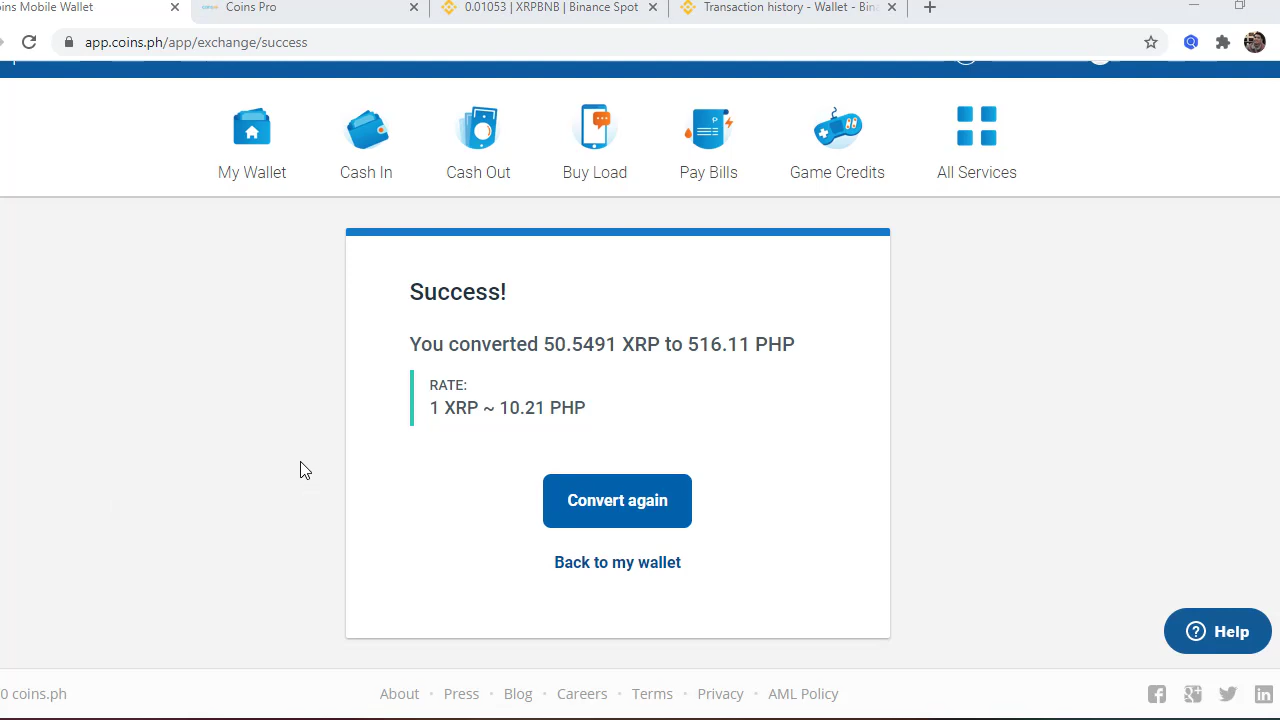 ins Mobile Wallet
Coins Pro
0.01053 | XRPBNB | Binance Spot
Transaction history - Wallet - Bin
app.coins.ph/app/exchange/success
My Wallet
Cash In
Cash Out
Buy Load
Pay Bills
Game Credits
All Services
Success!
You converted 50.5491 XRP to 516.11 PHP
RATE:
1 XRP ~ 10.21 PHP
Convert again
Back to my wallet
Help
0 coins.ph
About • Press • Blog • Careers • Terms • Privacy • AML Policy